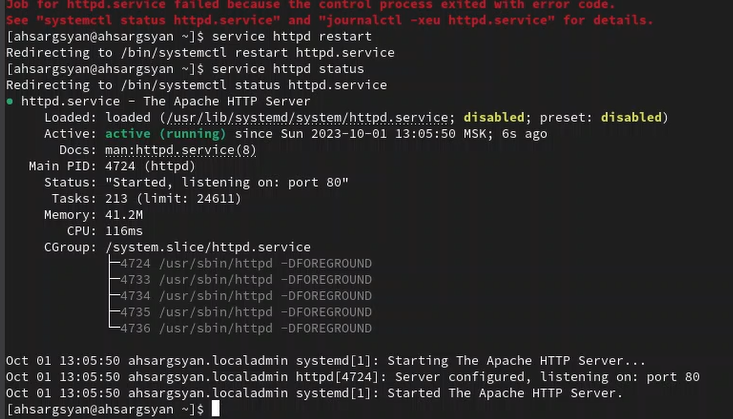 Job for httpd.service failed because the control process exited with error code.
See "systemctl status httpd.service" and "journalctl -xeu httpd.service" for details.
[ahsargsyan@ahsargsyan ~]$ service httpd restart
Redirecting to /bin/systemctl restart httpd.service
[ahsargsyan@ahsargsyan ~]$ service httpd status
Redirecting to /bin/systemctl status httpd.service
● httpd.service - The Apache HTTP Server
Loaded: loaded (/usr/lib/systemd/system/httpd.service; disabled; preset: disabled)
Active: active (running) since Sun 2023-10-01 13:05:50 MSK; 6s ago
Docs: man:httpd.service(8)
Main PID: 4724 (httpd)
Status: "Started, listening on: port 80"
Tasks: 213 (limit: 24611)
Memory: 41.2M
CPU: 116ms
CGroup: /system.slice/httpd.service
├─4724 /usr/sbin/httpd -DFOREGROUND
├─4733 /usr/sbin/httpd -DFOREGROUND
├─4734 /usr/sbin/httpd -DFOREGROUND
├─4735 /usr/sbin/httpd -DFOREGROUND
└─4736 /usr/sbin/httpd -DFOREGROUND
Oct 01 13:05:50 ahsargsyan.localadmin systemd[1]: Starting The Apache HTTP Server...
Oct 01 13:05:50 ahsargsyan.localadmin httpd[4724]: Server configured, listening on: port 80
Oct 01 13:05:50 ahsargsyan.localadmin systemd[1]: Started The Apache HTTP Server.
[ahsargsyan@ahsargsyan ~]$